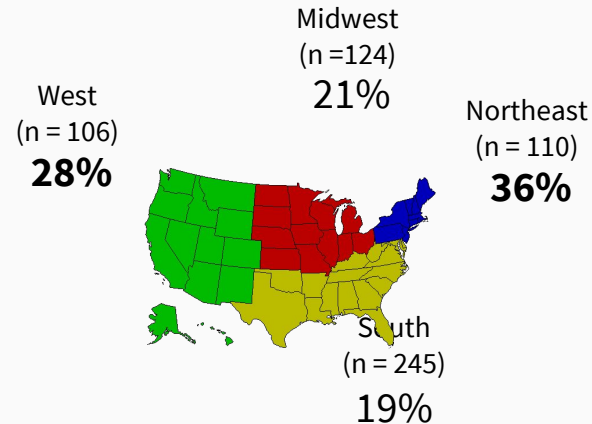 Midwest
(n =124)
21%
West
(n = 106)
28%
Northeast
(n = 110)
36%
South
(n = 245)
19%